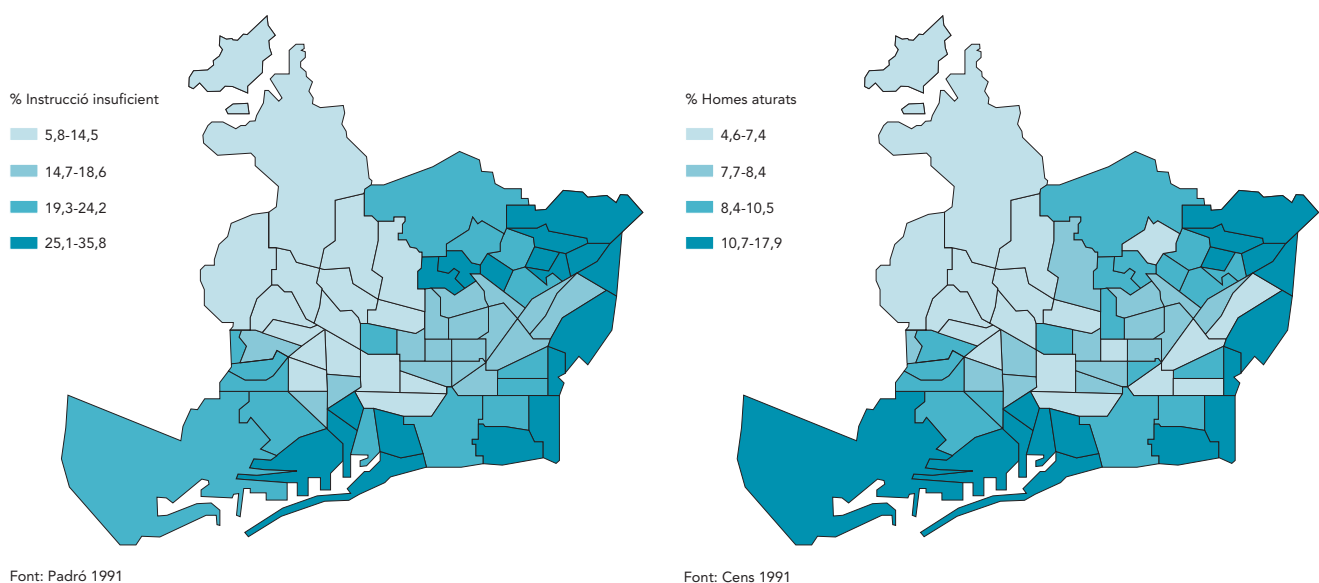 % Instrucció insuficient
5,8-14,5
14,7-18,6
19,3-24,2
25,1-35,8
Font: Padró 1991
% Homes aturats
4,6-7,4
7,7-8,4
8,4-10,5
10,7-17,9
Font: Cens 1991